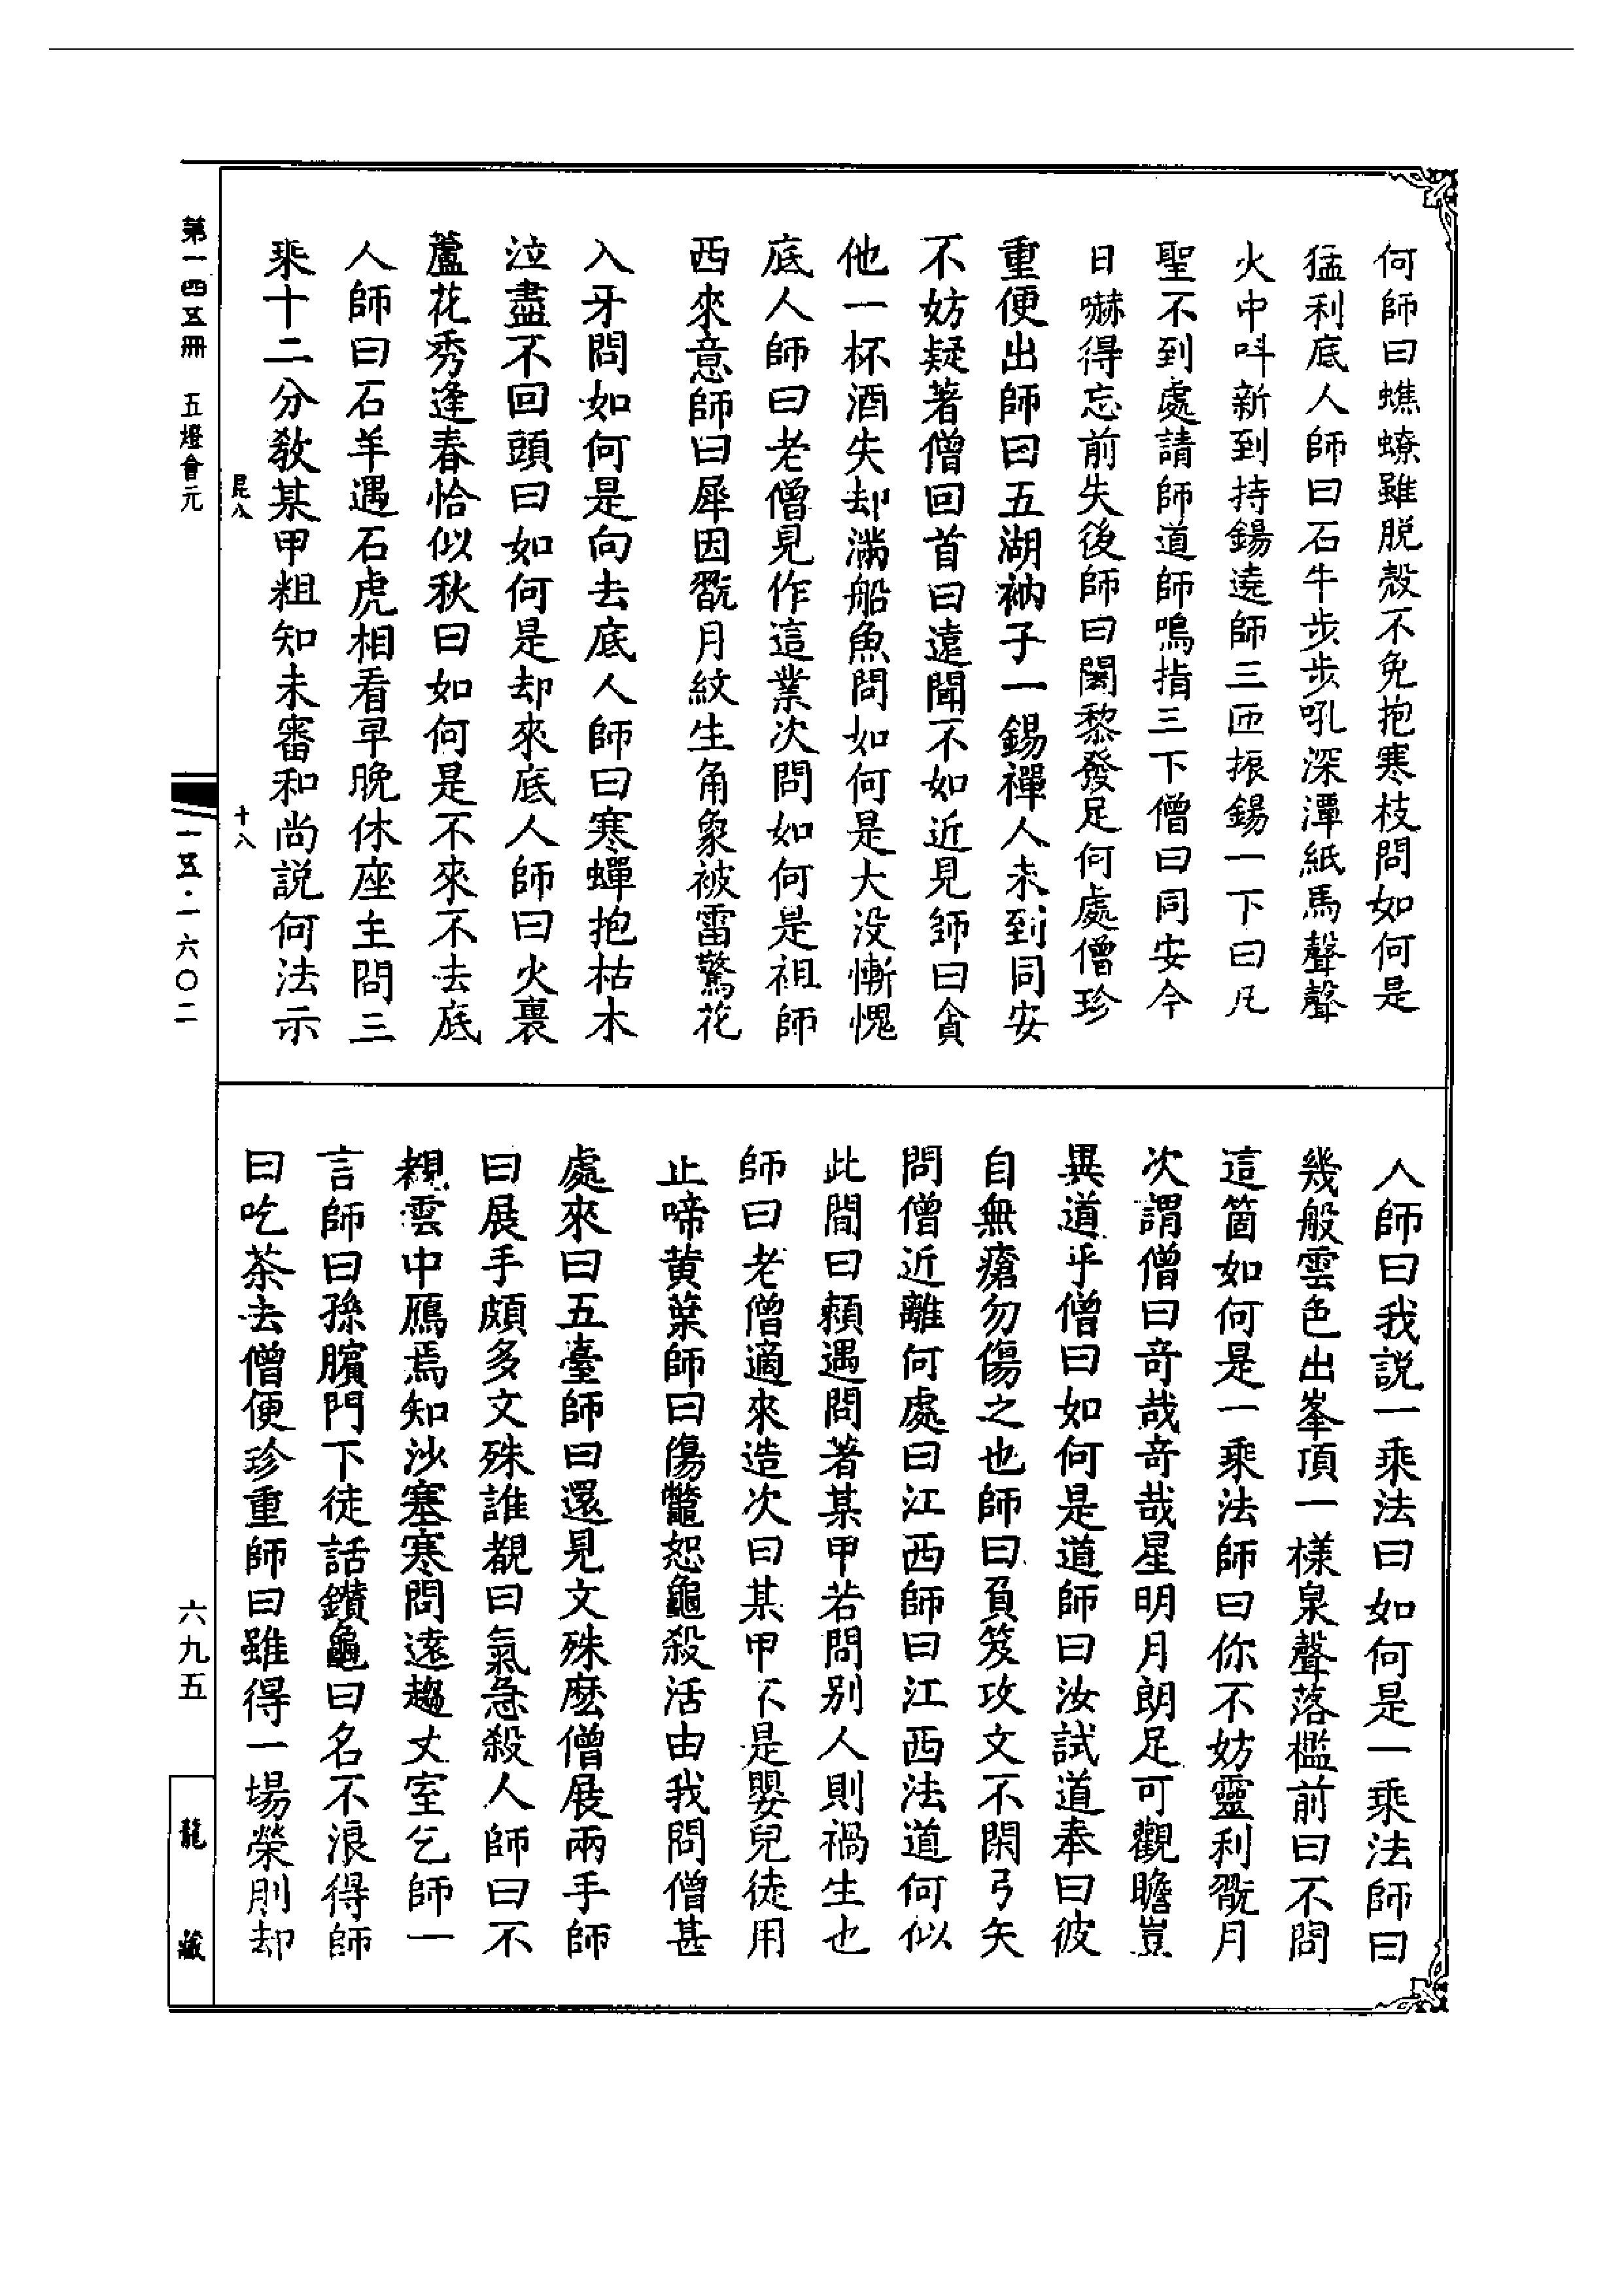 何師曰蟭蟟雖脱殼不免抱寒枝問如何是
猛利底人師曰石牛步步吼深潭紙馬聲聲
火中呌新到持錫遶師三匝振錫一下曰凡
聖不到處請師道師鳴指三下僧曰同安今
日嚇得忘前失後師曰闍黎發足何處僧珍
重便出師曰五湖衲子一錫禪人未到同安
不妨疑著僧回首曰遠聞不如近見師曰貪
他一杯酒失却滿船魚問如何是大没慚愧
底人師曰老僧見作這業次問如何是祖師
西來意師曰犀因翫月紋生角象被雷驚花
入牙問如何是向去底人師曰寒蟬抱枯木
泣盡不回頭曰如何是却來底人師曰火裏
蘆花秀逢春恰似秋曰如何是不來不去底
人師曰石羊遇石虎相看早晚休座主問三
乘十二分教某甲粗知未審和尚説何法示
人師曰我説一乘法曰如何是一乘法師曰
幾般雲色出峯頂一樣泉聲落檻前曰不問
這箇如何是一乘法師曰你不妨靈利翫月
次謂僧曰奇哉奇哉星明月朗足可觀瞻豈
異道乎僧曰如何是道師曰汝試道奉曰彼
自無瘡勿傷之也師曰負笈攻文不閑弓矢
問僧近離何處曰江西師曰江西法道何似
此間曰頼遇問著某甲若問别人則禍生也
師曰老僧適來造次曰某甲不是嬰兒徒用
止啼黄葉師曰傷鼈恕龜殺活由我問僧甚
處來曰五臺師曰還見文殊麽僧展兩手師
曰展手頗多文殊誰覩曰氣急殺人師曰不
覩雲中鴈焉知沙塞寒問遠趨丈室乞師一
言師曰孫臏門下徒話鑽龜曰名不浪得師
曰吃茶去僧便珍重師曰雖得一場榮刖却
第一四五冊 五燈會元
昆八
十八
一五·一六〇二
六九五
龍藏